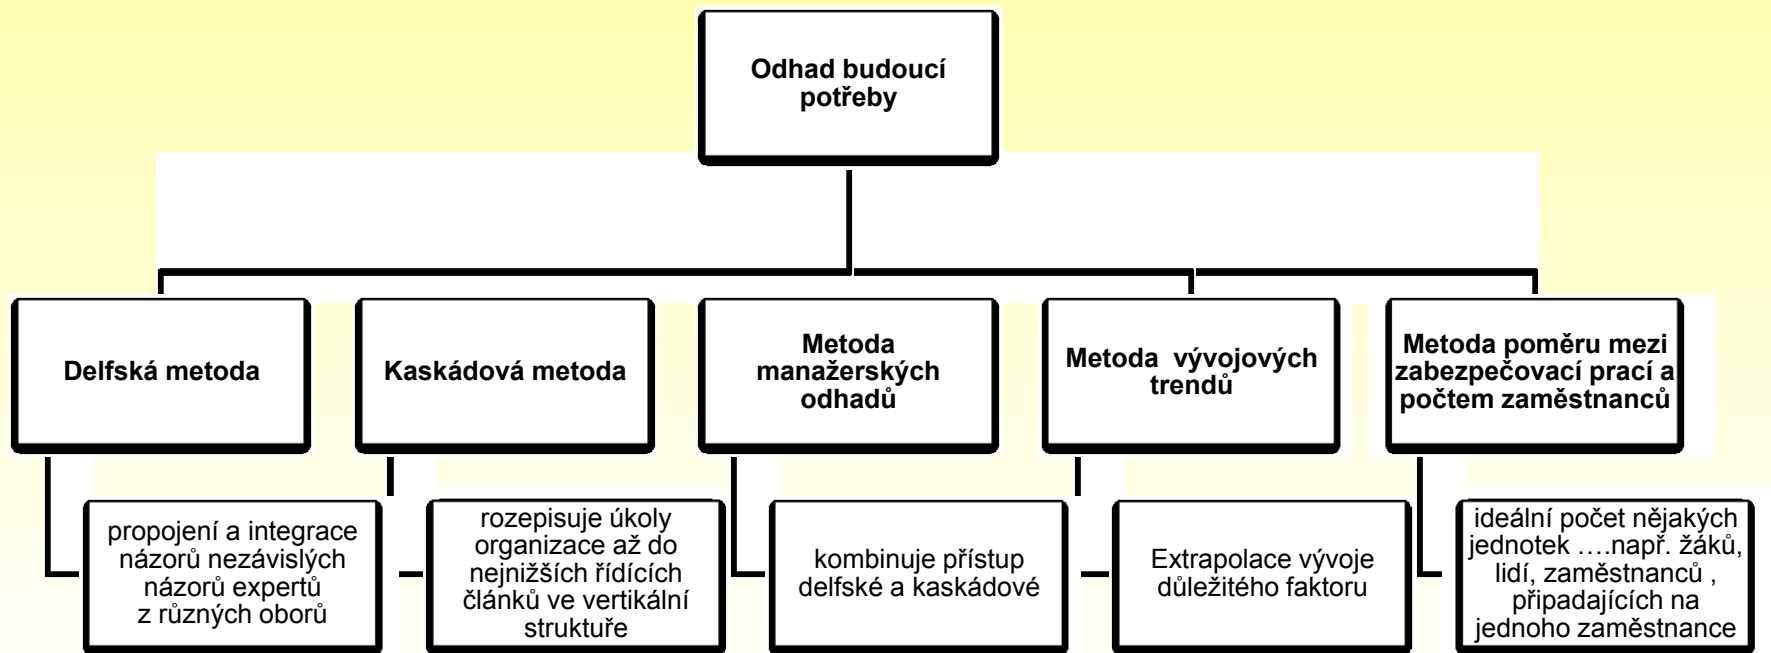 Odhad budoucí
potřeby
Delfská metoda
Kaskádová metoda
Metoda
manažerských
odhadů
Metoda vývojových
trendů
Metoda poměru mezi
zabezpečovací prací a
počtem zaměstnanců
propojení a integrace
názorů nezávislých
názorů expertů
z různých oborů
rozepisuje úkoly
organizace až do
nejnižších řídících
článků ve vertikální
struktuře
kombinuje přístup
delfské a kaskádové
Extrapolace vývoje
důležitého faktoru
ideální počet nějakých
jednotek ….např. žáků,
lidí, zaměstnanců ,
připadajících na
jednoho zaměstnance